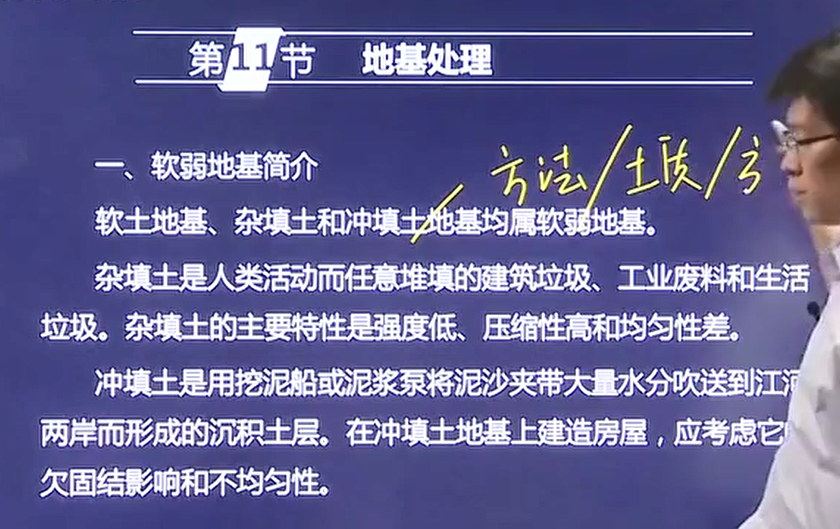 第11节 地基处理
方法/土质/方
一、软弱地基简介
软土地基、杂填土和冲填土地基均属软弱地基。
杂填土是人类活动而任意堆填的建筑垃圾、工业废料和生活
垃圾。杂填土的主要特性是强度低、压缩性高和均匀性差。
冲填土是用挖泥船或泥浆泵将泥沙夹带大量水分吹送到江
两岸而形成的沉积土层。在冲填土地基上建造房屋，应考虑它
欠固结影响和不均匀性。